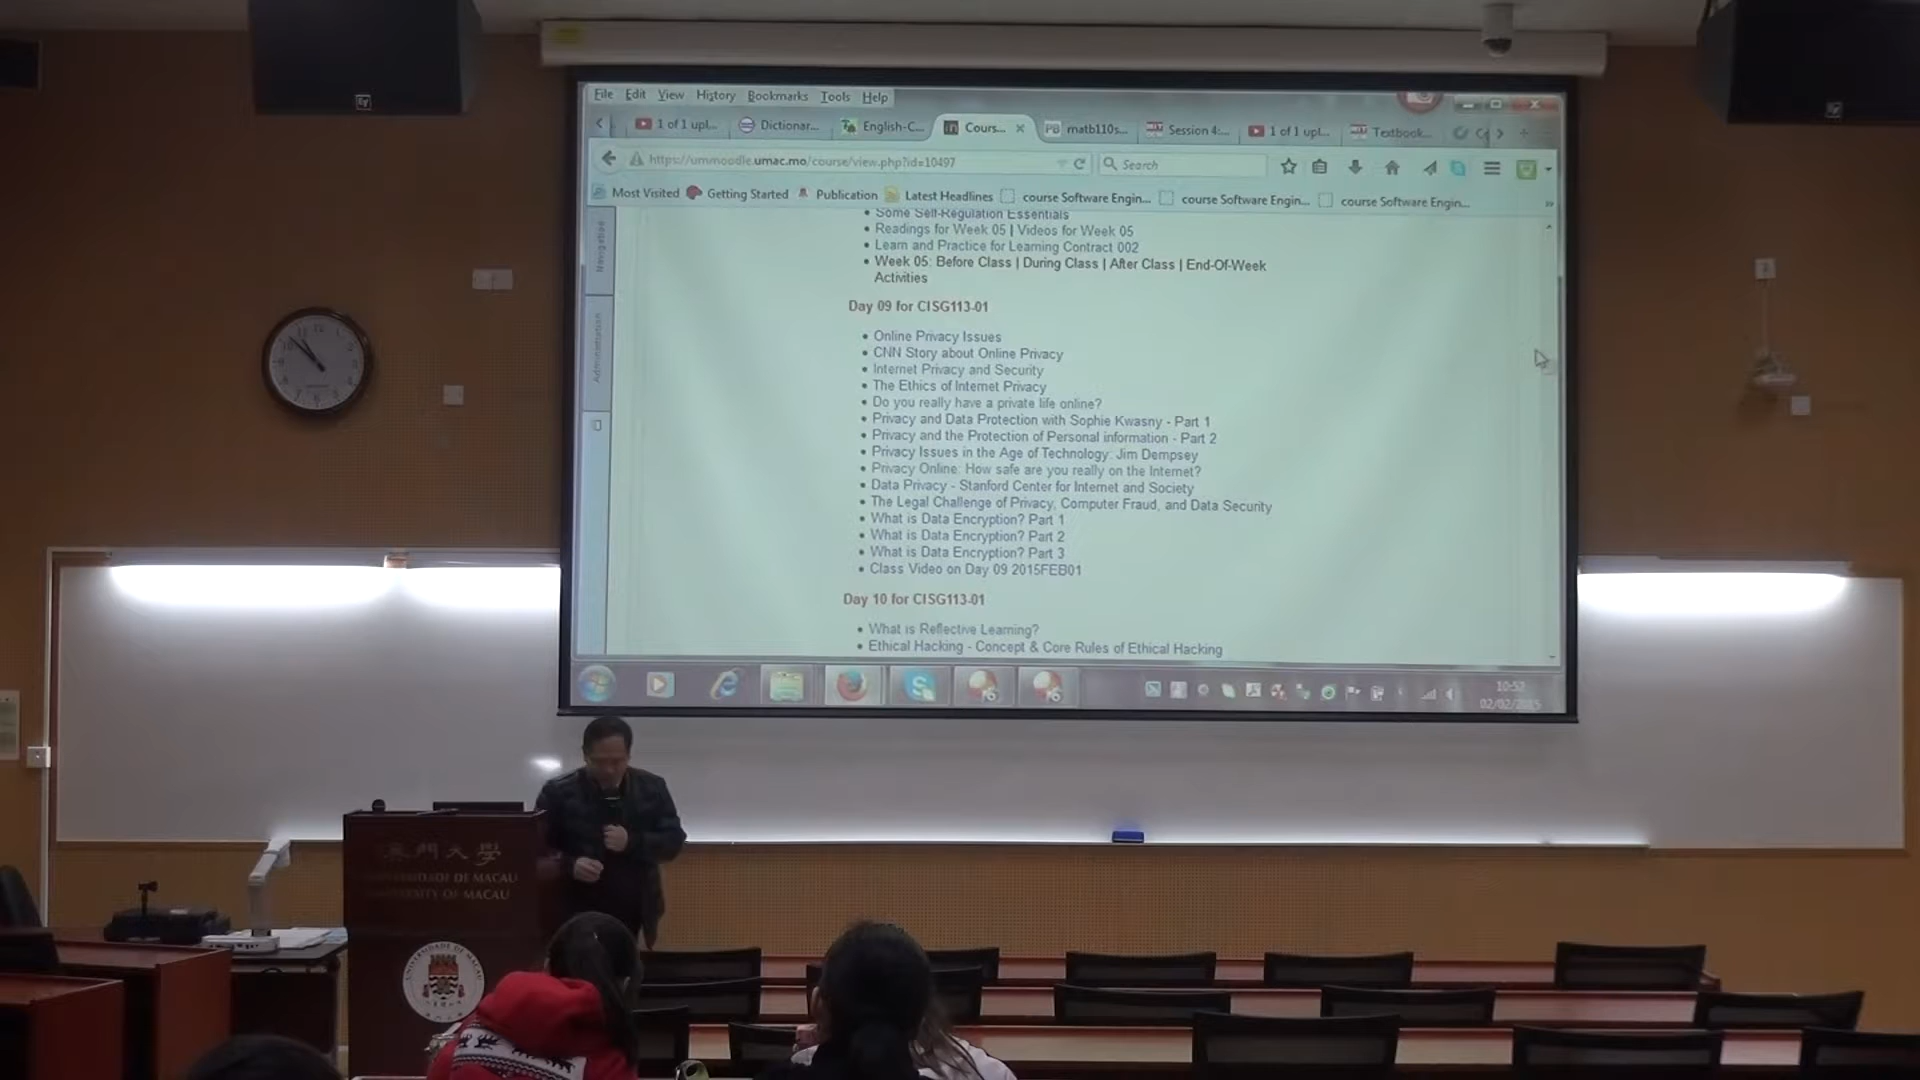 File Edit View History Bookmarks Tools Help
1 of 1 upl... Dictionar... English-C... Cours... matb110s... Session 4:... 1 of 1 upl... Textbook...
https://ummoodle.umac.mo/course/view.php?id=10497 Search
Most Visited Getting Started Publication Latest Headlines course Software Engin... course Software Engin... course Software Engin...
Navigation
Administration
• Some Self-Regulation Essentials
• Readings for Week 05 | Videos for Week 05
• Learn and Practice for Learning Contract 002
• Week 05: Before Class | During Class | After Class | End-Of-Week
Activities
Day 09 for CISG113-01
• Online Privacy Issues
• CNN Story about Online Privacy
• Internet Privacy and Security
• The Ethics of Internet Privacy
• Do you really have a private life online?
• Privacy and Data Protection with Sophie Kwasny - Part 1
• Privacy and the Protection of Personal information - Part 2
• Privacy Issues in the Age of Technology: Jim Dempsey
• Privacy Online: How safe are you really on the Internet?
• Data Privacy - Stanford Center for Internet and Society
• The Legal Challenge of Privacy, Computer Fraud, and Data Security
• What is Data Encryption? Part 1
• What is Data Encryption? Part 2
• What is Data Encryption? Part 3
• Class Video on Day 09 2015FEB01
Day 10 for CISG113-01
• What is Reflective Learning?
• Ethical Hacking - Concept & Core Rules of Ethical Hacking
10:52
02/02/2015
澳門大學
UNIVERSIDADE DE MACAU
UNIVERSITY OF MACAU
UNIVERSIDADE DE MACAU